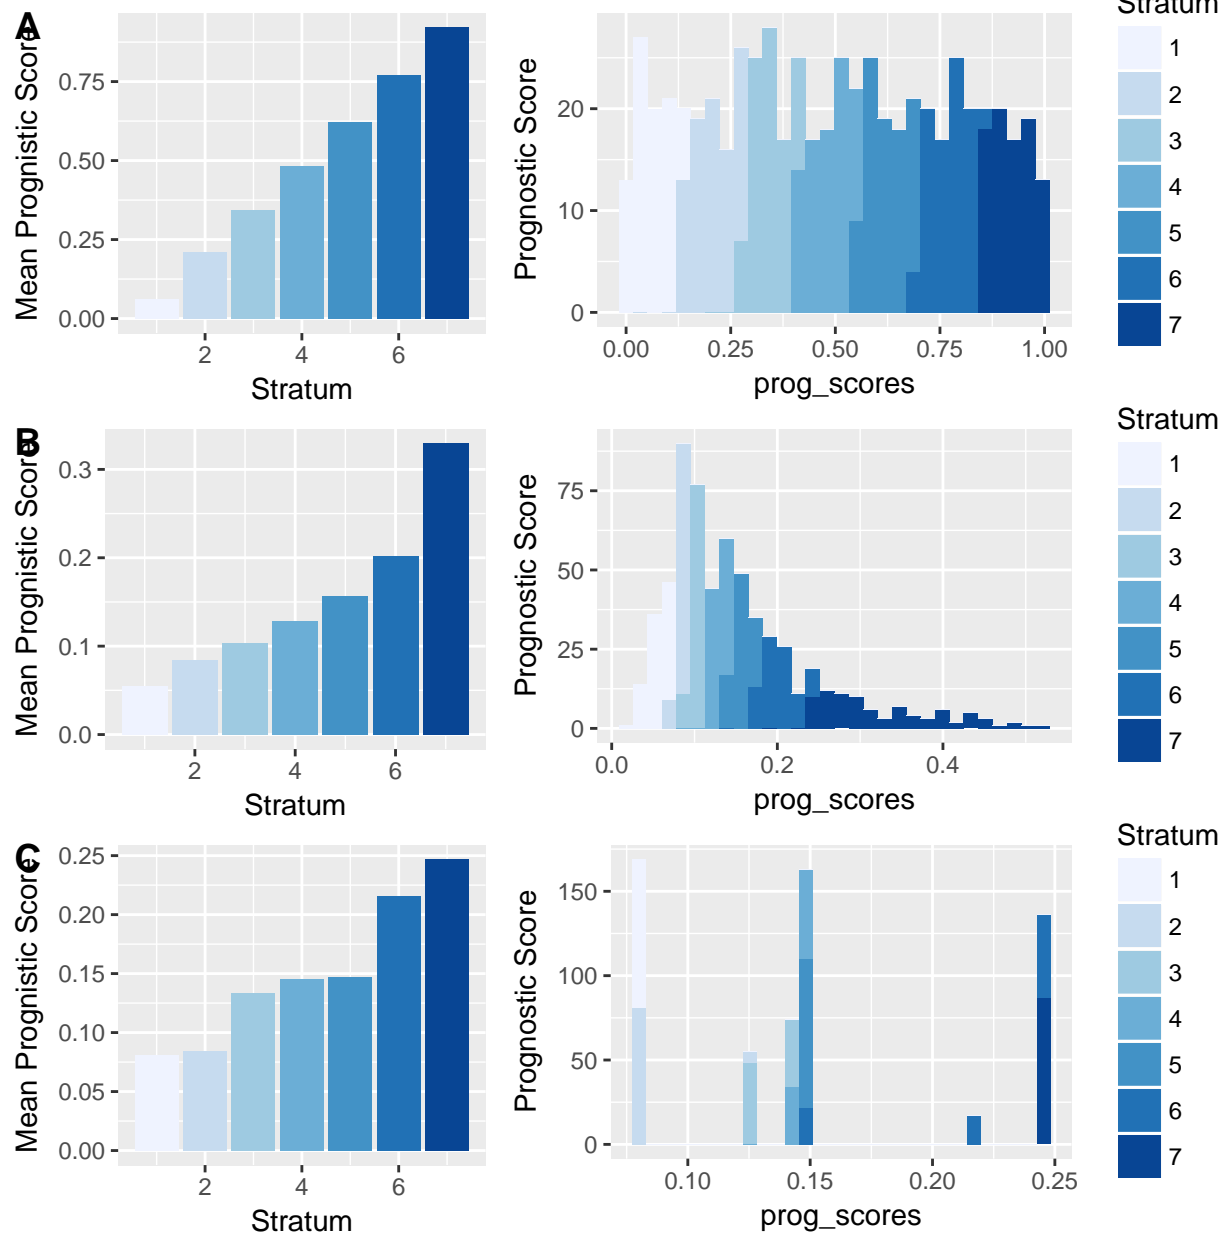 A
Mean Prognistic Score
0.75
0.50
0.25
0.00
2 4 6
Stratum
Prognostic Score
20
10
0
0.00 0.25 0.50 0.75 1.00
prog_scores
Stratum
1
2
3
4
5
6
7
B
Mean Prognistic Score
0.3
0.2
0.1
0.0
2 4 6
Stratum
Prognostic Score
75
50
25
0
0.0 0.2 0.4
prog_scores
Stratum
1
2
3
4
5
6
7
C
Mean Prognistic Score
0.25
0.20
0.15
0.10
0.05
0.00
2 4 6
Stratum
Prognostic Score
150
100
50
0
0.10 0.15 0.20 0.25
prog_scores
Stratum
1
2
3
4
5
6
7